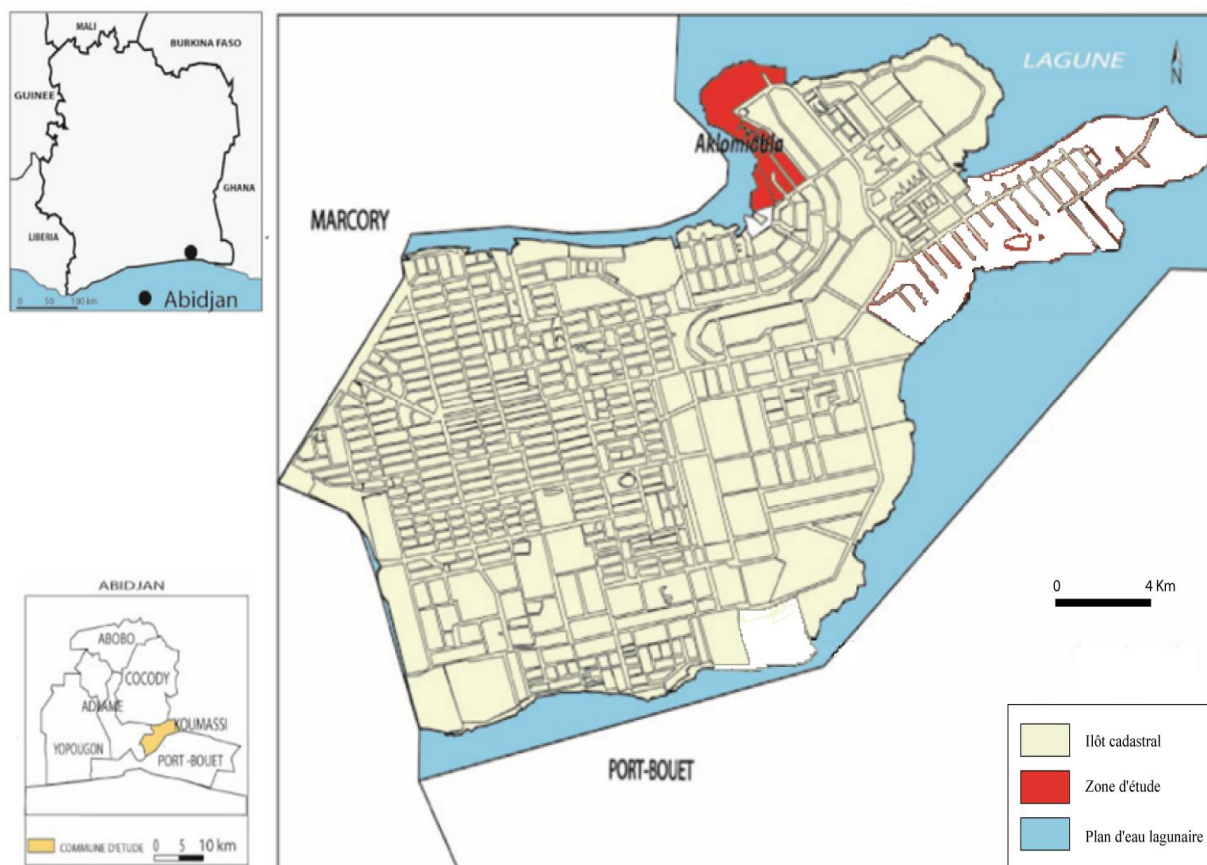 MALI
BURKINA FASO
GUINEE
GHANA
LIBERIA
0 50 100 km
Abidjan
LAGUNE
N
Aklomiabla
MARCORY
PORT-BOUET
0 4 Km
ABIDJAN
ABOBO
COCODY
ADJAME
KOUMASSI
YOPOUGON
PORT -BOUET
COMMUNE D'ETUDE
0 5 10 km
Ilôt cadastral
Zone d'étude
Plan d'eau lagunaire